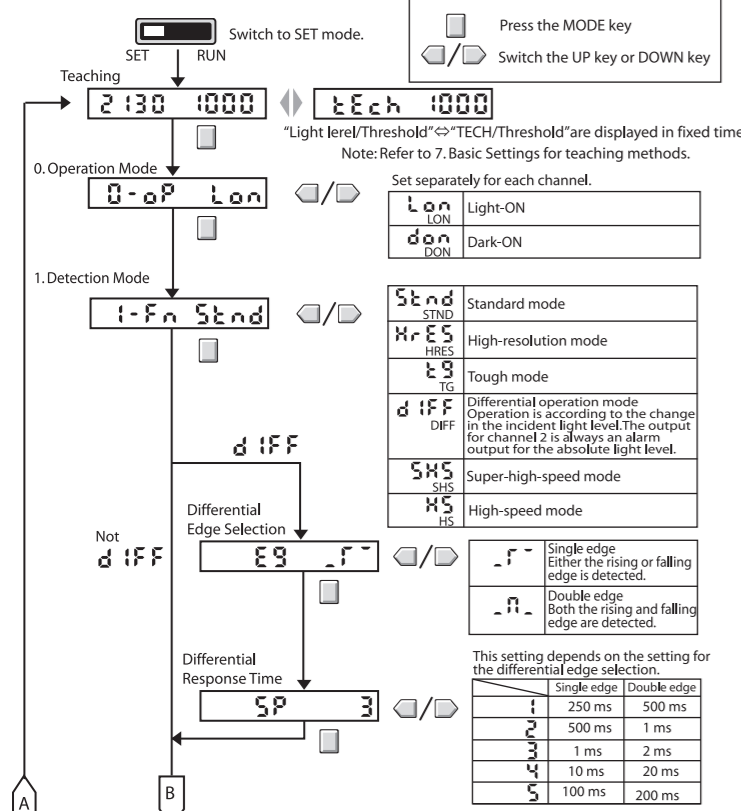 Press the MODE key
Switch the UP key or DOWN key
Switch to SET mode.
SET RUN
Teaching
2130 1000
tEch 1000
"Light lerel/Threshold"⇔"TECH/Threshold"are displayed in fixed time
Note: Refer to 7. Basic Settings for teaching methods.
0. Operation Mode
0-oP Lon
/
Set separately for each channel.
Lon
LON
Light-ON
don
DON
Dark-ON
1. Detection Mode
1-Fn Stnd
/
Stnd
STND
Standard mode
HrES
HRES
High-resolution mode
tg
TG
Tough mode
dIFF
DIFF
Differential operation mode
Operation is according to the change
in the incident light level.The output
for channel 2 is always an alarm
output for the absolute light level.
SHS
SHS
Super-high-speed mode
HS
HS
High-speed mode
dIFF
Not
dIFF
Differential
Edge Selection
Eg
/
Single edge
Either the rising or falling
edge is detected.
Double edge
Both the rising and falling
edge are detected.
Differential
Response Time
SP 3
/
This setting depends on the setting for
the differential edge selection.
Single edge Double edge
1 250 ms 500 ms
2 500 ms 1 ms
3 1 ms 2 ms
4 10 ms 20 ms
5 100 ms 200 ms
A
B